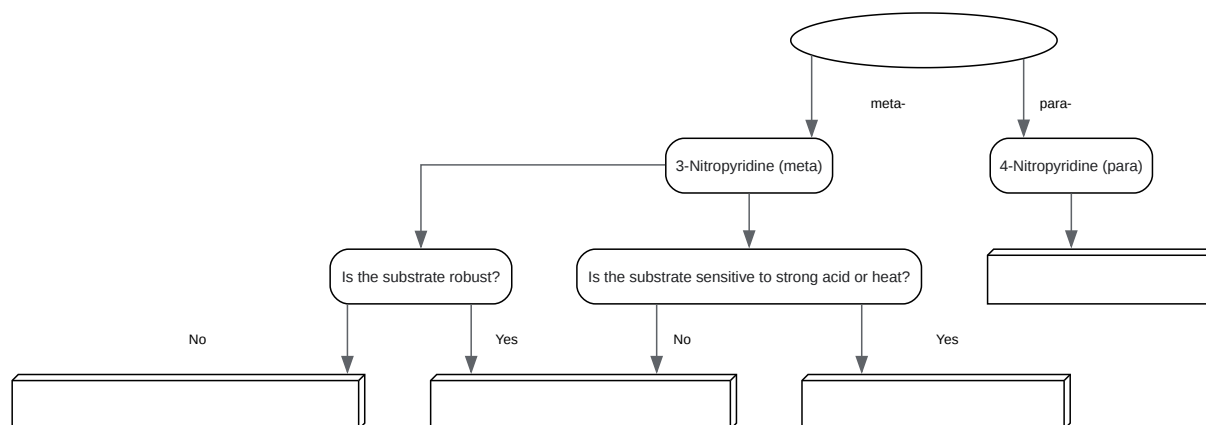 meta-
para-
3-Nitropyridine (meta)
4-Nitropyridine (para)
Is the substrate robust?
Is the substrate sensitive to strong acid or heat?
No
Yes
No
Yes